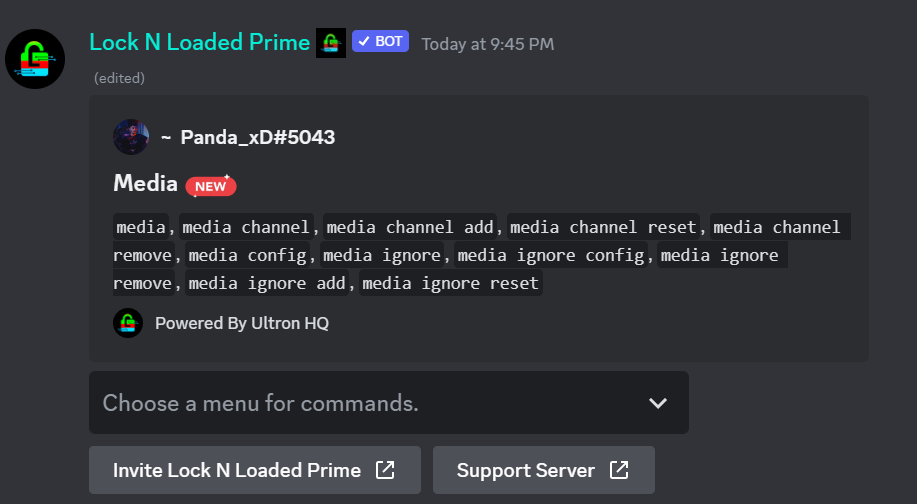 Lock N Loaded Prime BOT Today at 9:45 PM
(edited)
~ Panda_xD#5043
Media NEW
media, media channel, media channel add, media channel reset, media channel
remove, media config, media ignore, media ignore config, media ignore
remove, media ignore add, media ignore reset
Powered By Ultron HQ
Choose a menu for commands.
Invite Lock N Loaded Prime
Support Server